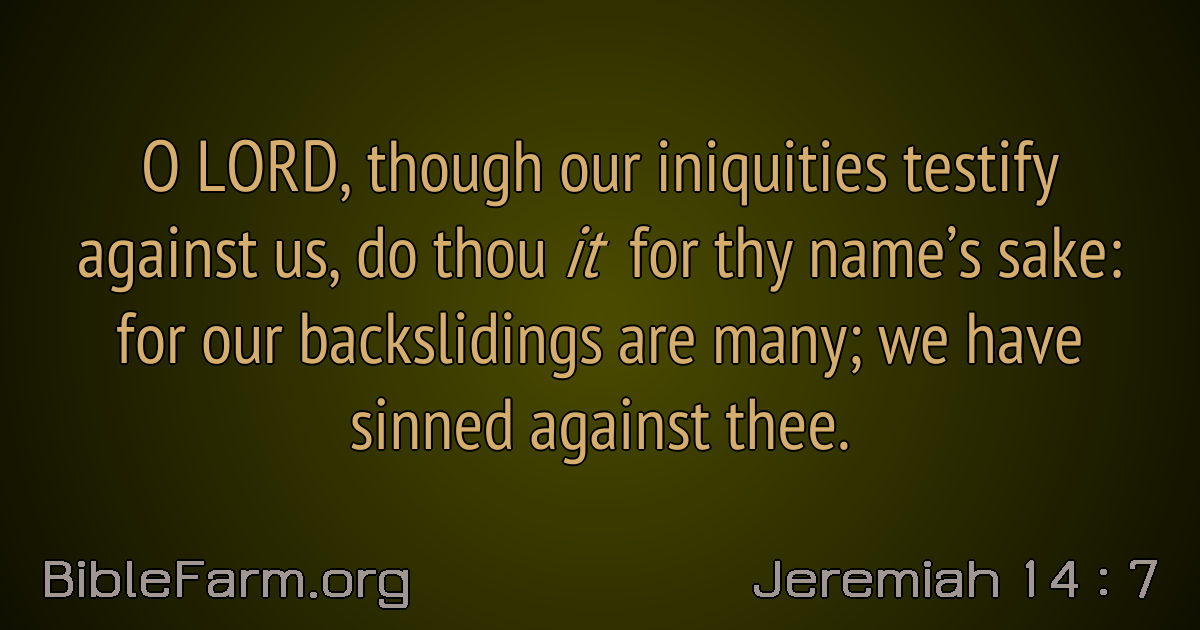 O LORD, though our iniquities testify
against us, do thou it for thy name’s sake:
for our backslidings are many; we have
sinned against thee.
BibleFarm.org
Jeremiah 14 : 7